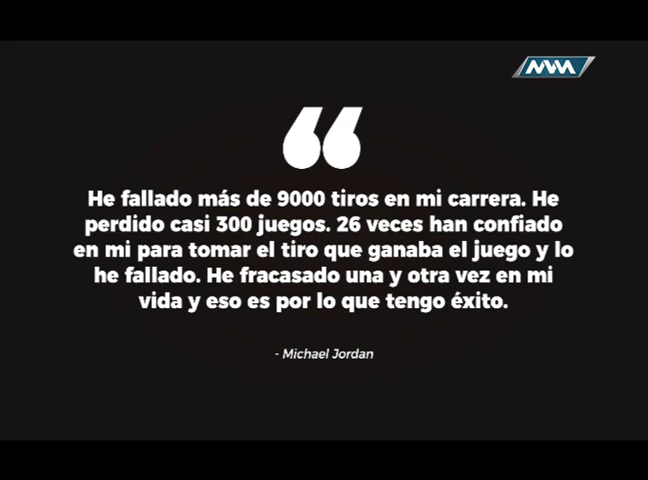 MVM
He fallado más de 9000 tiros en mi carrera. He
perdido casi 300 juegos. 26 veces han confiado
en mi para tomar el tiro que ganaba el juego y lo
he fallado. He fracasado una y otra vez en mi
vida y eso es por lo que tengo éxito.
- Michael Jordan